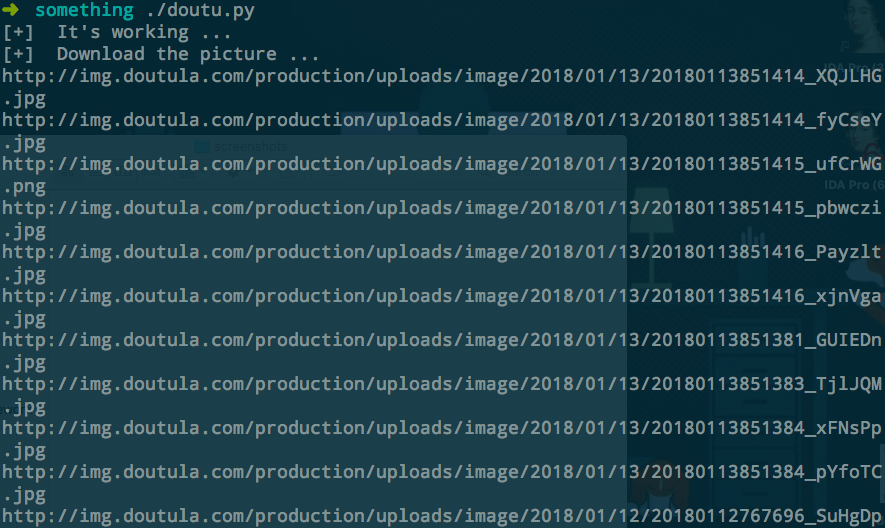 ➜ something ./doutu.py
[+] It's working ...
[+] Download the picture ...
http://img.doutula.com/production/uploads/image/2018/01/13/20180113851414_XQJLHG
.jpg
http://img.doutula.com/production/uploads/image/2018/01/13/20180113851414_fyCseY
.jpg
screenshots
http://img.doutula.com/production/uploads/image/2018/01/13/20180113851415_ufCrWG
.png
IDA Pro (6
http://img.doutula.com/production/uploads/image/2018/01/13/20180113851415_pbwczi
.jpg
http://img.doutula.com/production/uploads/image/2018/01/13/20180113851416_Payzlt
.jpg
http://img.doutula.com/production/uploads/image/2018/01/13/20180113851416_xjnVga
.jpg
http://img.doutula.com/production/uploads/image/2018/01/13/20180113851381_GUIEDn
.jpg
http://img.doutula.com/production/uploads/image/2018/01/13/20180113851383_TjlJQM
.jpg
http://img.doutula.com/production/uploads/image/2018/01/13/20180113851384_xFNsPp
.jpg
http://img.doutula.com/production/uploads/image/2018/01/13/20180113851384_pYfoTC
.jpg
http://img.doutula.com/production/uploads/image/2018/01/12/20180112767696_SuHgDp